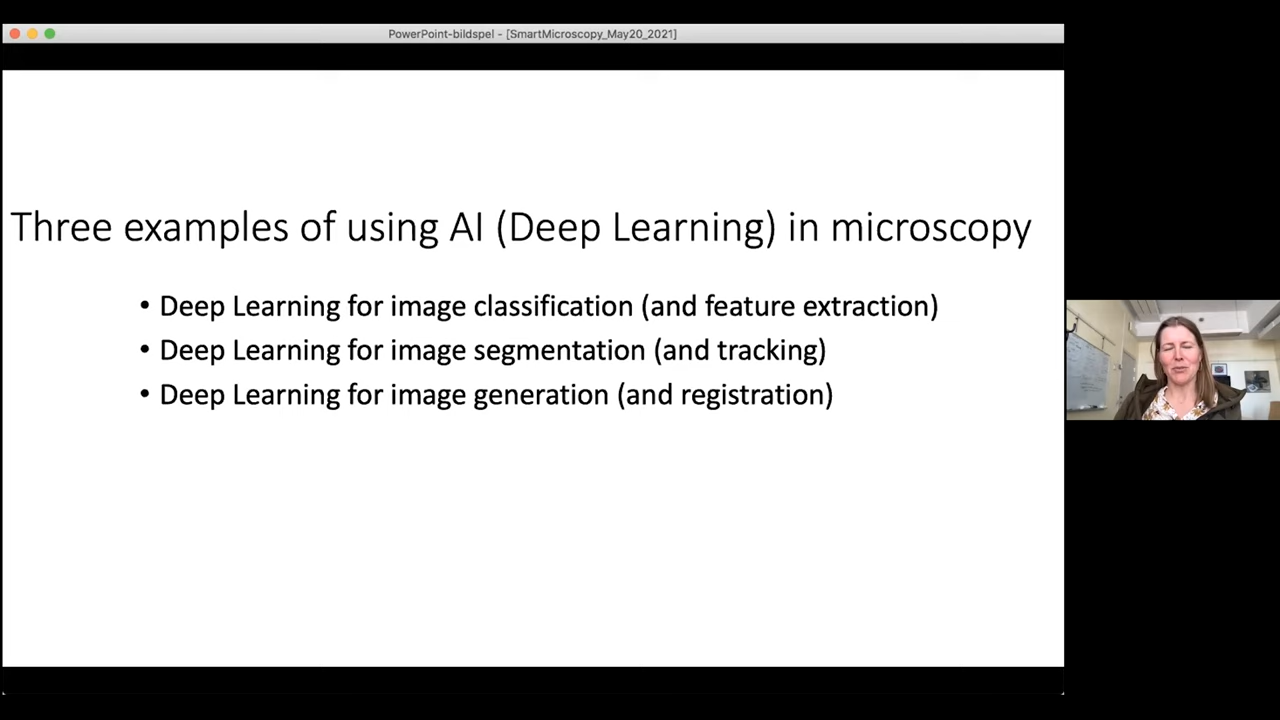 PowerPoint-bildspel - [SmartMicroscopy_May20_2021]
Three examples of using AI (Deep Learning) in microscopy
• Deep Learning for image classification (and feature extraction)
• Deep Learning for image segmentation (and tracking)
• Deep Learning for image generation (and registration)